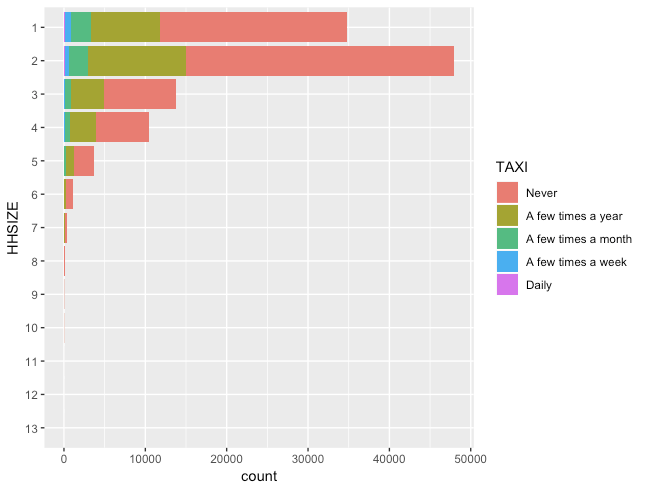 HHSIZE
1
2
3
4
5
6
7
8
9
10
11
12
13
0 10000 20000 30000 40000 50000
count
TAXI
Never
A few times a year
A few times a month
A few times a week
Daily